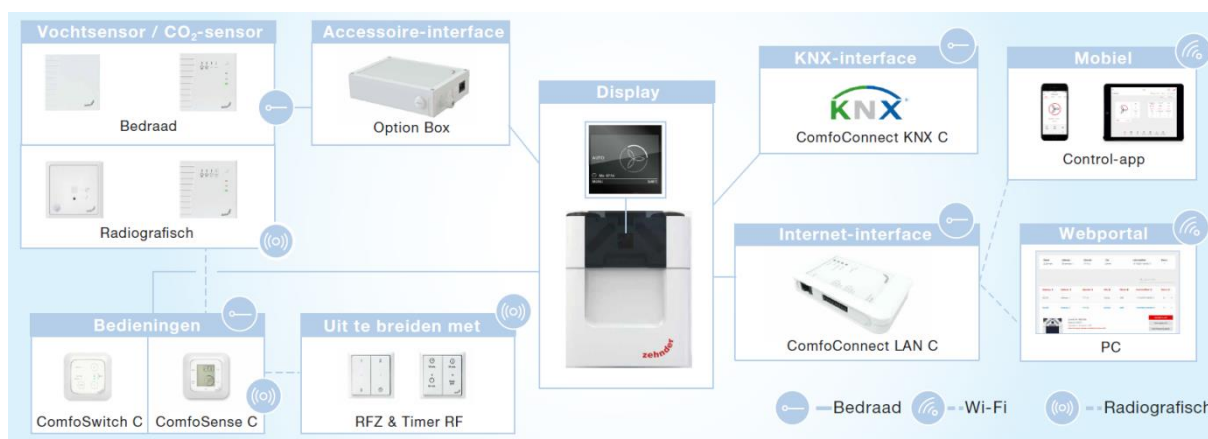 Vochtsensor / CO₂-sensor
Bedraad
Radiografisch
Accessoire-interface
Option Box
Display
zehnder
KNX-interface
KNX
ComfoConnect KNX C
Mobiel
Control-app
Internet-interface
ComfoConnect LAN C
Webportal
PC
Bedieningen
ComfoSwitch C
ComfoSense C
Uit te breiden met
RFZ & Timer RF
Bedraad
Wi-Fi
Radiografisch